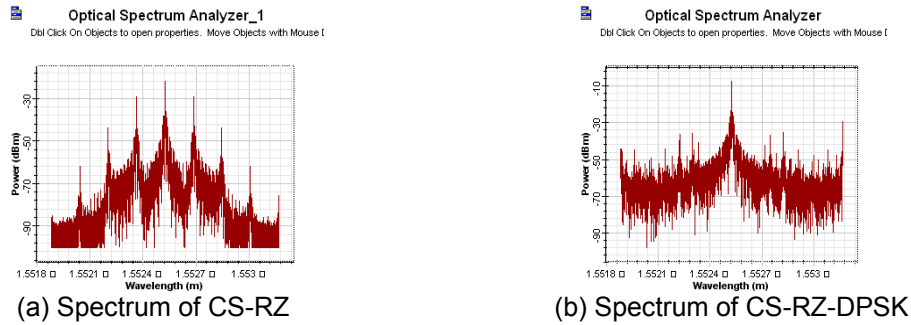 Optical Spectrum Analyzer_1
Dbl Click On Objects to open properties. Move Objects with Mouse [
Power (dBm)
-30
-50
-70
-90
1.5518 □ 1.5521 □ 1.5524 □ 1.5527 □ 1.553 □
Wavelength (m)
(a) Spectrum of CS-RZ
Optical Spectrum Analyzer
Dbl Click On Objects to open properties. Move Objects with Mouse [
Power (dBm)
-10
-30
-50
-70
-90
1.5518 □ 1.5521 □ 1.5524 □ 1.5527 □ 1.553 □
Wavelength (m)
(b) Spectrum of CS-RZ-DPSK